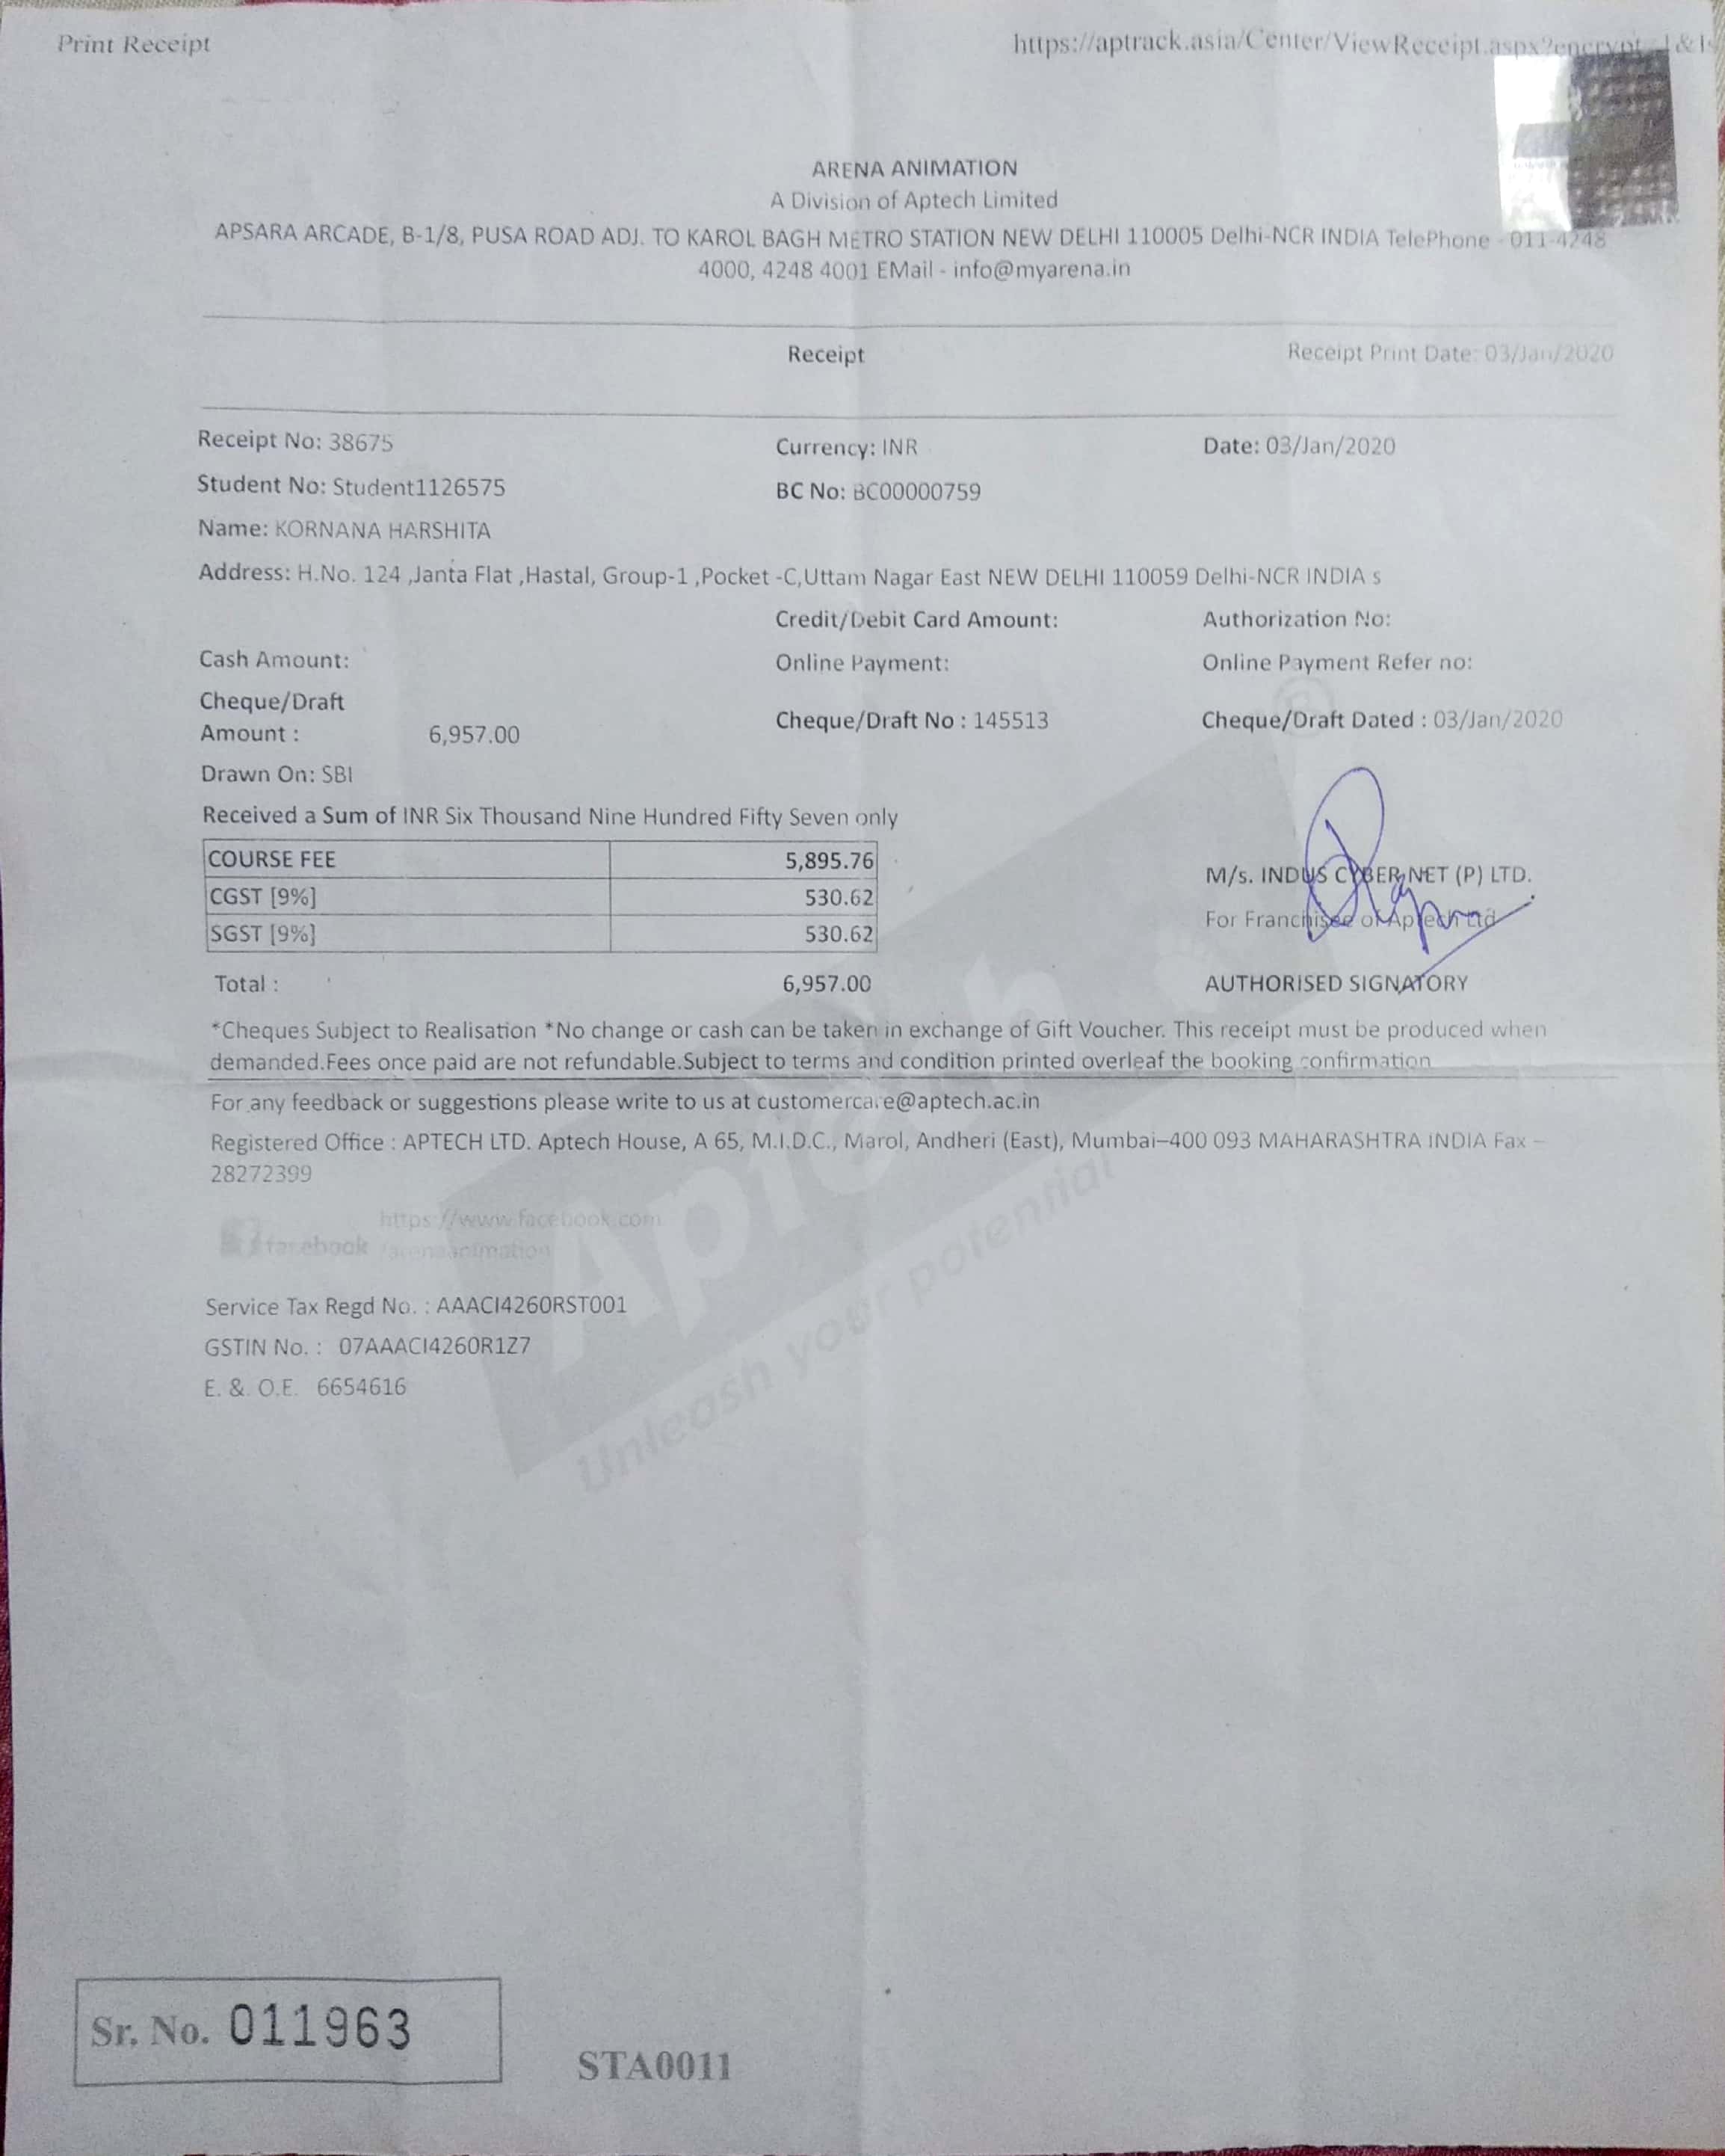 Print Receipt https://aptrack.asia/Center/ViewReceipt.aspx?encrypt
ARENA ANIMATION
A Division of Aptech Limited
APSARA ARCADE, B-1/8, PUSA ROAD ADJ. TO KAROL BAGH METRO STATION NEW DELHI 110005 Delhi-NCR INDIA TelePhone - 011-4248
4000, 4248 4001 EMail - info@myarena.in
Receipt Receipt Print Date: 03/Jan/2020
Receipt No: 38675 Currency: INR Date: 03/Jan/2020
Student No: Student1126575 BC No: BC00000759
Name: KORNANA HARSHITA
Address: H.No. 124 ,Janta Flat ,Hastal, Group-1 ,Pocket -C,Uttam Nagar East NEW DELHI 110059 Delhi-NCR INDIA s
Credit/Debit Card Amount: Authorization No:
Cash Amount: Online Payment: Online Payment Refer no:
Cheque/Draft
Amount : 6,957.00 Cheque/Draft No : 145513 Cheque/Draft Dated : 03/Jan/2020
Drawn On: SBI
Received a Sum of INR Six Thousand Nine Hundred Fifty Seven only
COURSE FEE 5,895.76
CGST [9%] 530.62
SGST [9%] 530.62
Total : 6,957.00
M/s. INDUS CYBER NET (P) LTD.
For Franchisee of Aptech Ltd
AUTHORISED SIGNATORY
*Cheques Subject to Realisation *No change or cash can be taken in exchange of Gift Voucher. This receipt must be produced when
demanded.Fees once paid are not refundable.Subject to terms and condition printed overleaf the booking confirmation
For any feedback or suggestions please write to us at customercare@aptech.ac.in
Registered Office : APTECH LTD. Aptech House, A 65, M.I.D.C., Marol, Andheri (East), Mumbai–400 093 MAHARASHTRA INDIA Fax –
28272399
https://www.facebook.com
facebook /arenaanimation
Aptech ®
Unleash your potential
Service Tax Regd No. : AAACI4260RST001
GSTIN No. : 07AAACI4260R1Z7
E. & O.E. 6654616
Sr. No. 011963
STA0011